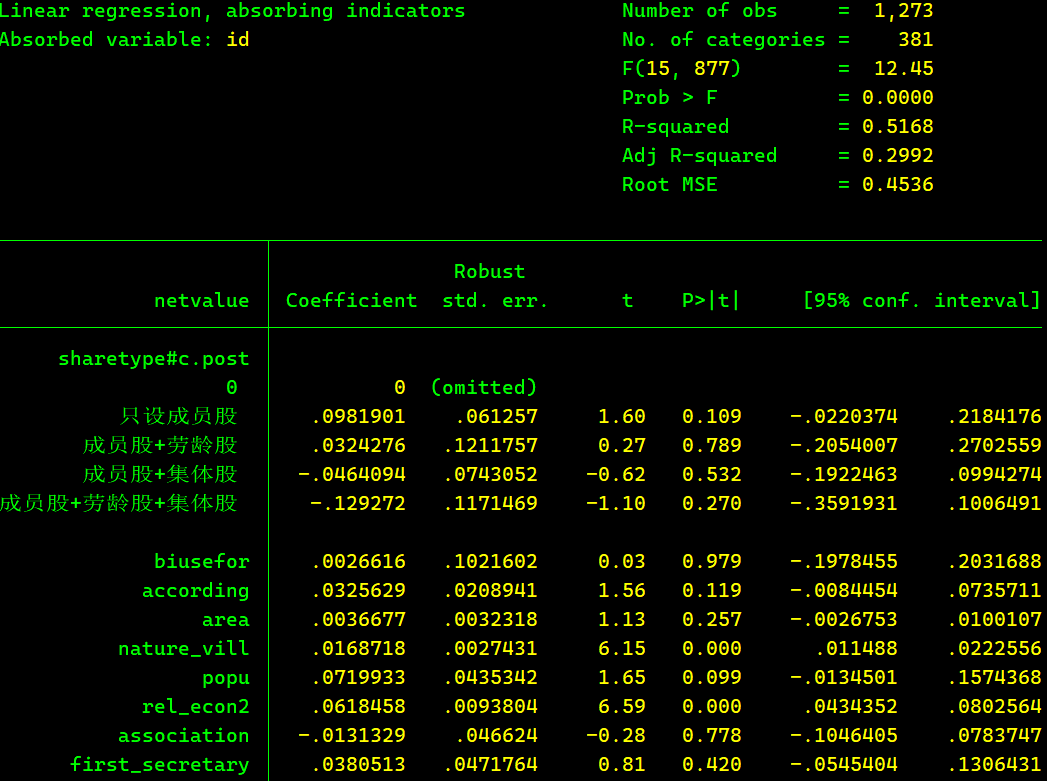 Linear regression, absorbing indicators Number of obs = 1,273
Absorbed variable: id No. of categories = 381
F(15, 877) = 12.45
Prob > F = 0.0000
R-squared = 0.5168
Adj R-squared = 0.2992
Root MSE = 0.4536
Robust
netvalue Coefficient std. err. t P>|t| [95% conf. interval]
sharetype#c.post
0 0 (omitted)
只设成员股 .0981901 .061257 1.60 0.109 -.0220374 .2184176
成员股+劳龄股 .0324276 .1211757 0.27 0.789 -.2054007 .2702559
成员股+集体股 -.0464094 .0743052 -0.62 0.532 -.1922463 .0994274
成员股+劳龄股+集体股 -.129272 .1171469 -1.10 0.270 -.3591931 .1006491
biusefor .0026616 .1021602 0.03 0.979 -.1978455 .2031688
according .0325629 .0208941 1.56 0.119 -.0084454 .0735711
area .0036677 .0032318 1.13 0.257 -.0026753 .0100107
nature_vill .0168718 .0027431 6.15 0.000 .011488 .0222556
popu .0719933 .0435342 1.65 0.099 -.0134501 .1574368
rel_econ2 .0618458 .0093804 6.59 0.000 .0434352 .0802564
association -.0131329 .046624 -0.28 0.778 -.1046405 .0783747
first_secretary .0380513 .0471764 0.81 0.420 -.0545404 .1306431